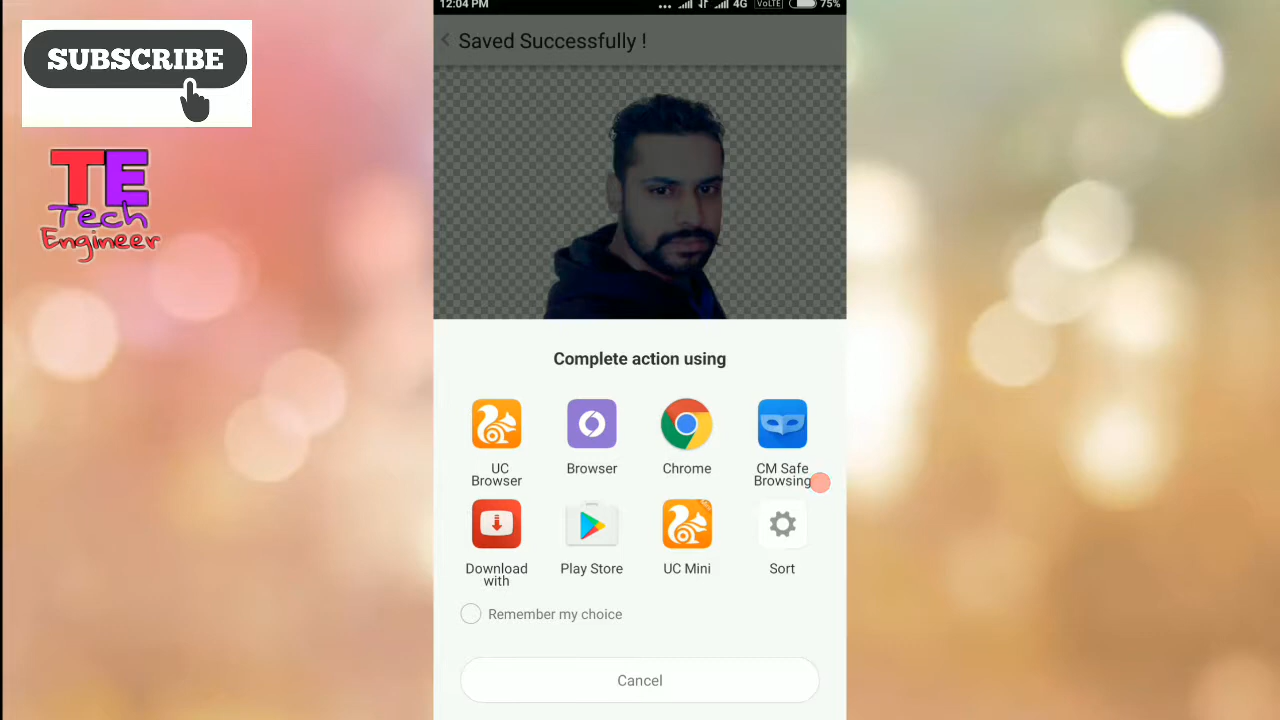 12:04 PM
4G
VoLTE
75%
SUBSCRIBE
Saved Successfully !
TE
Tech
Engineer
Complete action using
UC
Browser
Browser
Chrome
CM Safe
Browsing
Download
with
Play Store
UC Mini
Sort
Remember my choice
Cancel